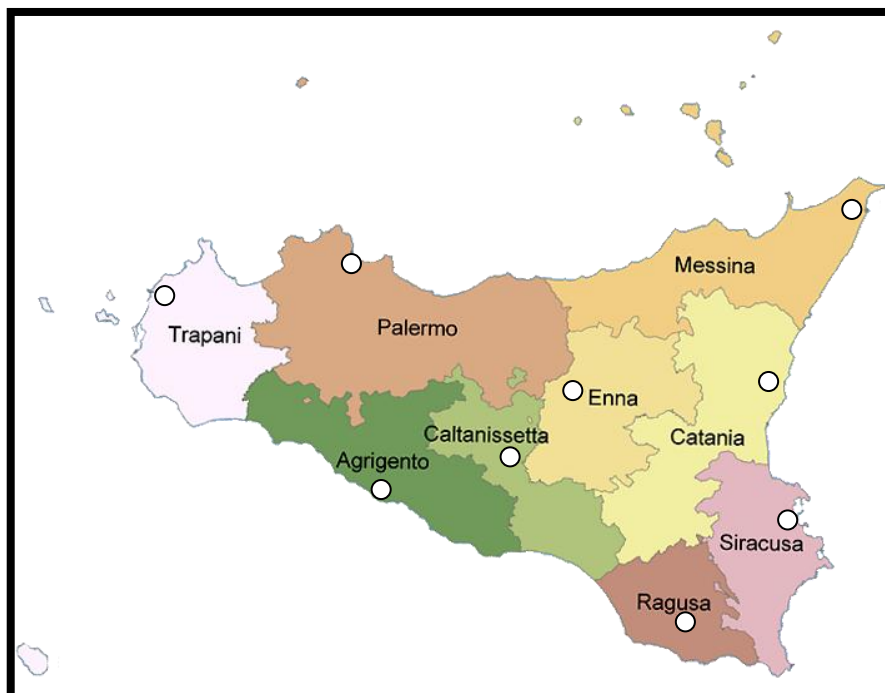 Messina
Trapani
Palermo
Enna
Caltanissetta
Catania
Agrigento
Siracusa
Ragusa